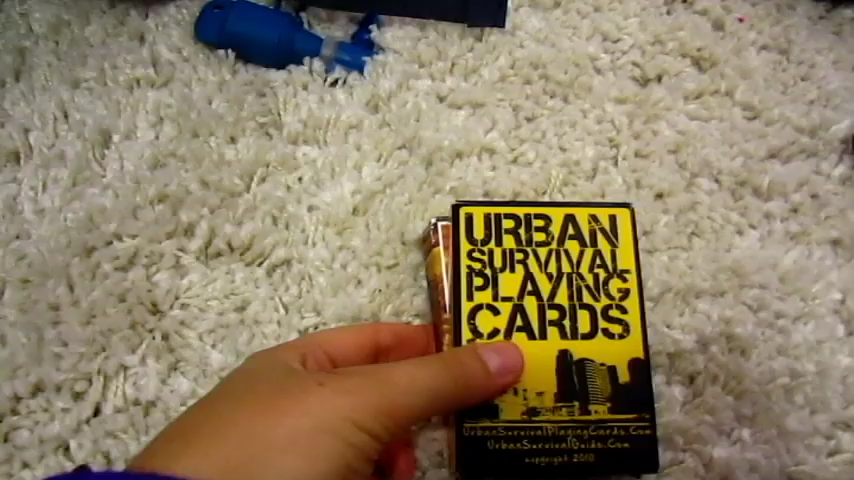 URBAN
SURVIVAL
PLAYING
CARDS
UrbanSurvivalPlayingCards.Com
UrbanSurvivalGuide.Com
copyright 2010